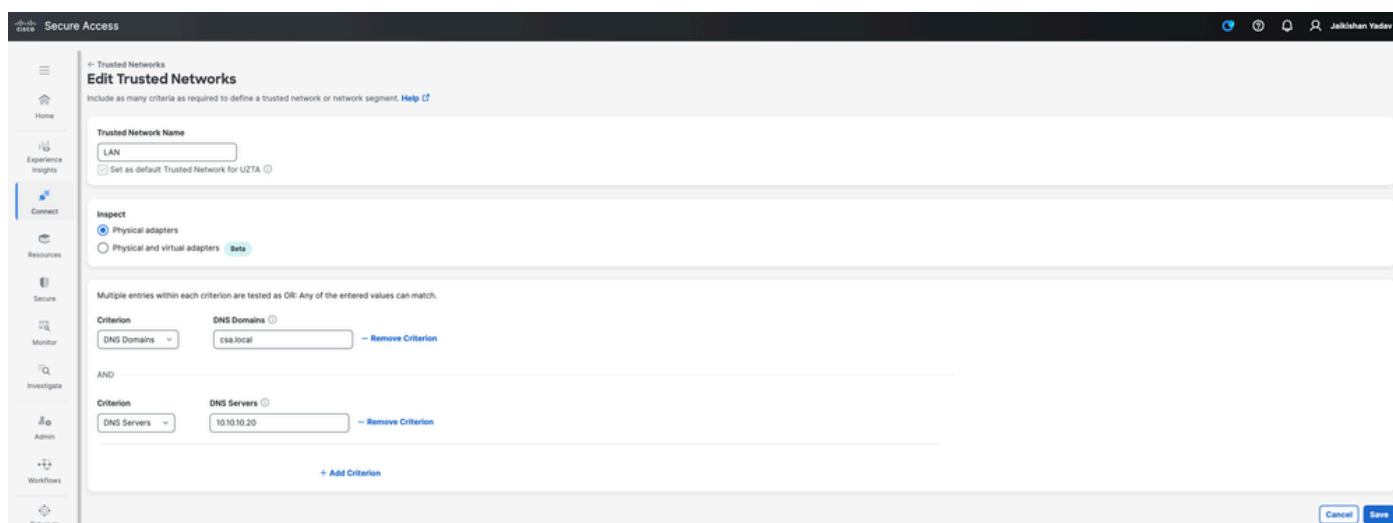 CISCO Secure Access
Jaikishan Yadav
← Trusted Networks
Edit Trusted Networks
Include as many criteria as required to define a trusted network or network segment. Help
Home
Experience
Insights
Connect
Resources
Secure
Monitor
Investigate
Admin
Workflows
Trusted Network Name
LAN
Set as default Trusted Network for UZTA
Inspect
Physical adapters
Physical and virtual adapters Beta
Multiple entries within each criterion are tested as OR: Any of the entered values can match.
Criterion DNS Domains
DNS Domains csa.local − Remove Criterion
AND
Criterion DNS Servers
DNS Servers 10.10.10.20 − Remove Criterion
+ Add Criterion
Cancel Save